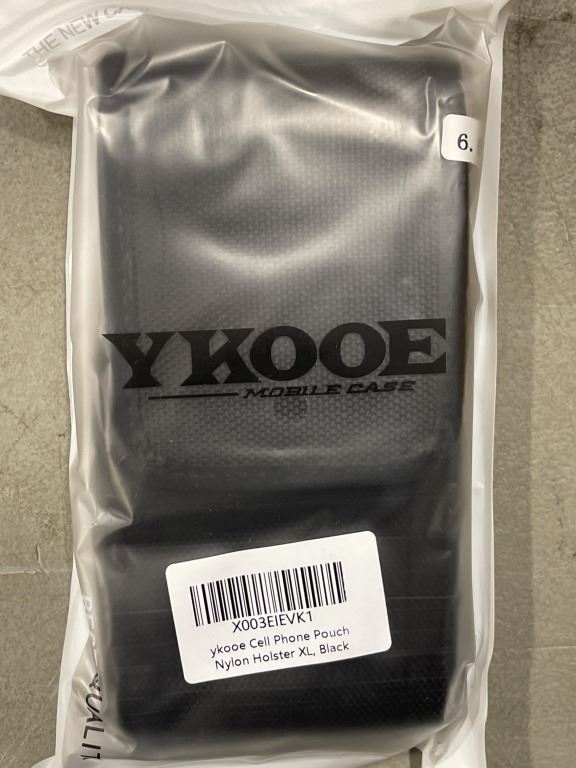 THE NEW
6.
YKOOE
MOBILE CASE
X003EIEVK1
ykooe Cell Phone Pouch
Nylon Holster XL, Black